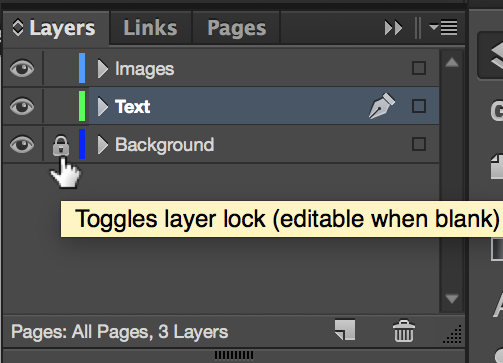 Layers Links Pages
Images
Text
Background
Toggles layer lock (editable when blank)
Pages: All Pages, 3 Layers